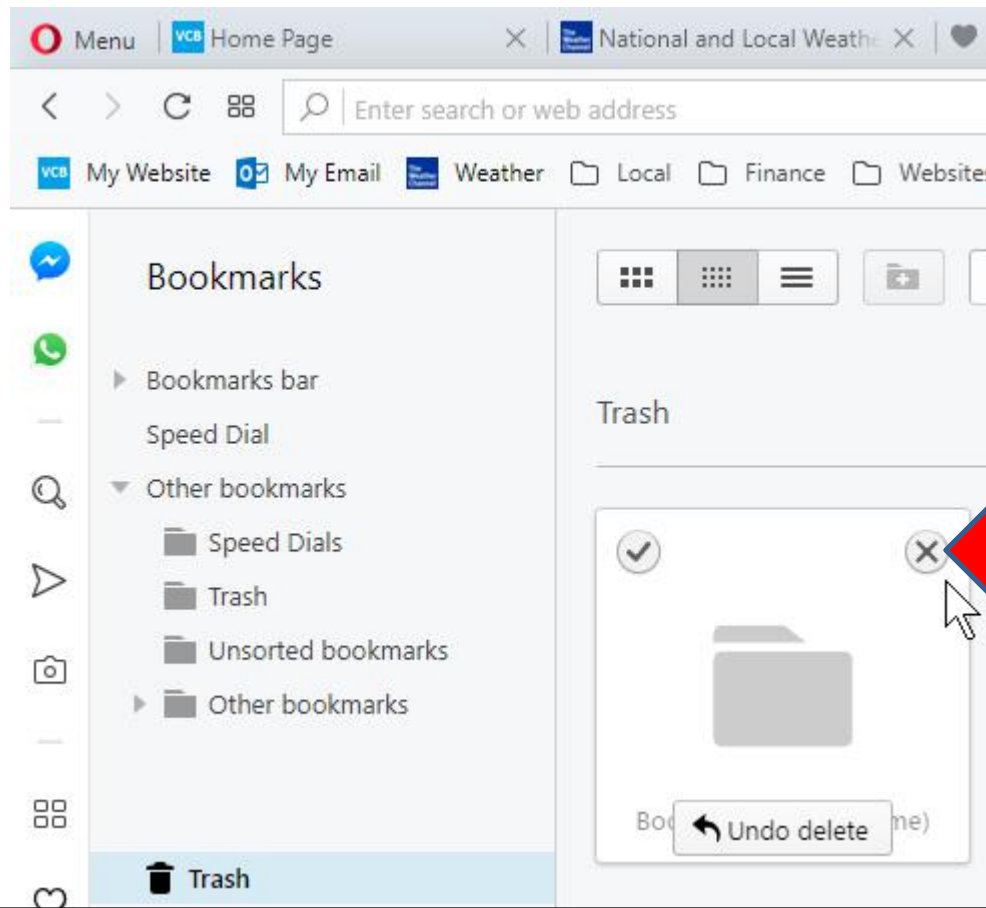 Menu VCB Home Page National and Local Weathe
Enter search or web address
VCB My Website My Email Weather Local Finance Websites
Bookmarks
Bookmarks bar
Speed Dial
Other bookmarks
Speed Dials
Trash
Unsorted bookmarks
Other bookmarks
Trash
Trash
Undo delete